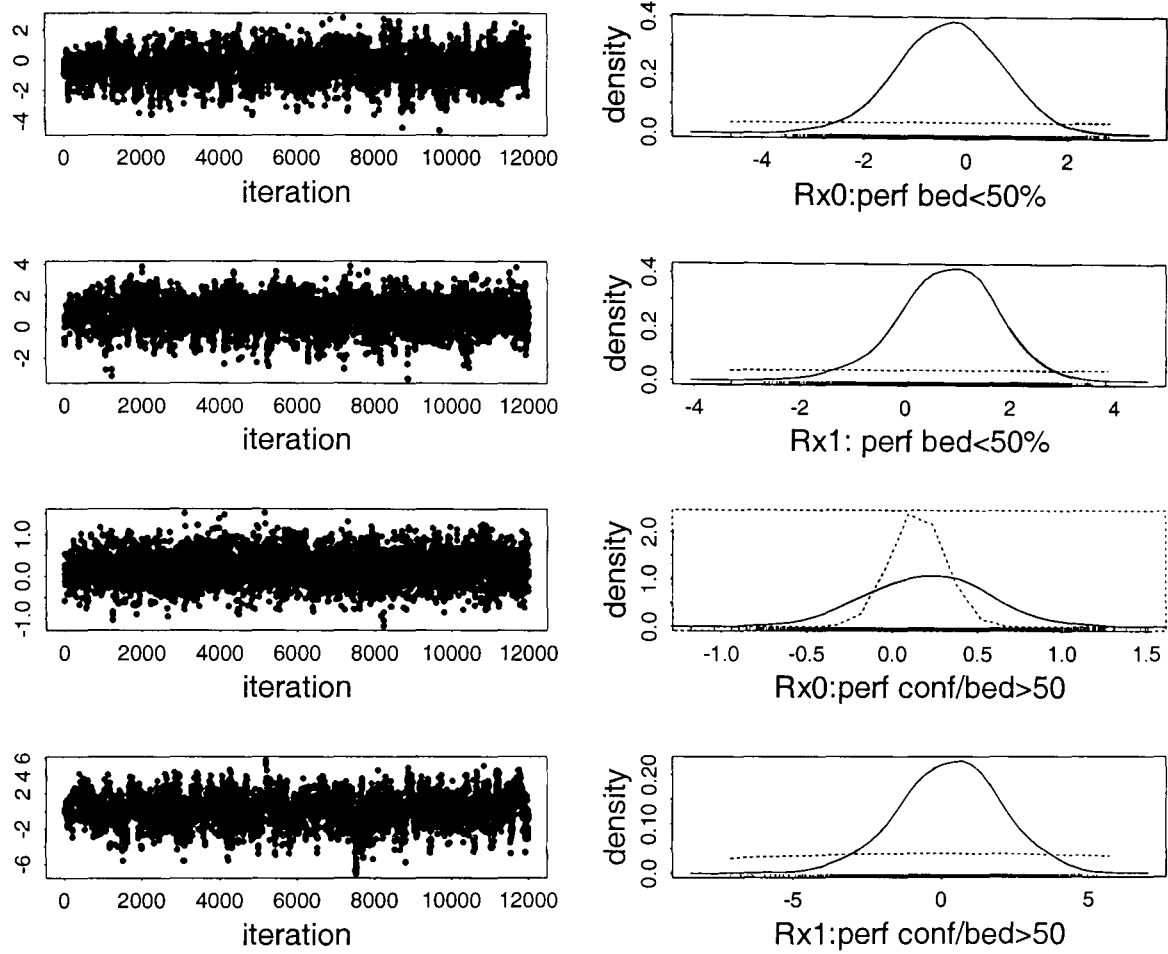 2
0
-2
-4
0 2000 4000 6000 8000 10000 12000
iteration
0.4
0.2
0.0
density
-4 -2 0 2
Rx0:perf bed<50%
4
2
0
-2
0 2000 4000 6000 8000 10000 12000
iteration
0.4
0.2
0.0
density
-4 -2 0 2 4
Rx1: perf bed<50%
1.0
0.0
-1.0
0 2000 4000 6000 8000 10000 12000
iteration
2.0
1.0
0.0
density
-1.0 -0.5 0.0 0.5 1.0 1.5
Rx0:perf conf/bed>50
6
4
2
-2
-6
0 2000 4000 6000 8000 10000 12000
iteration
0.20
0.10
0.0
density
-5 0 5
Rx1:perf conf/bed>50